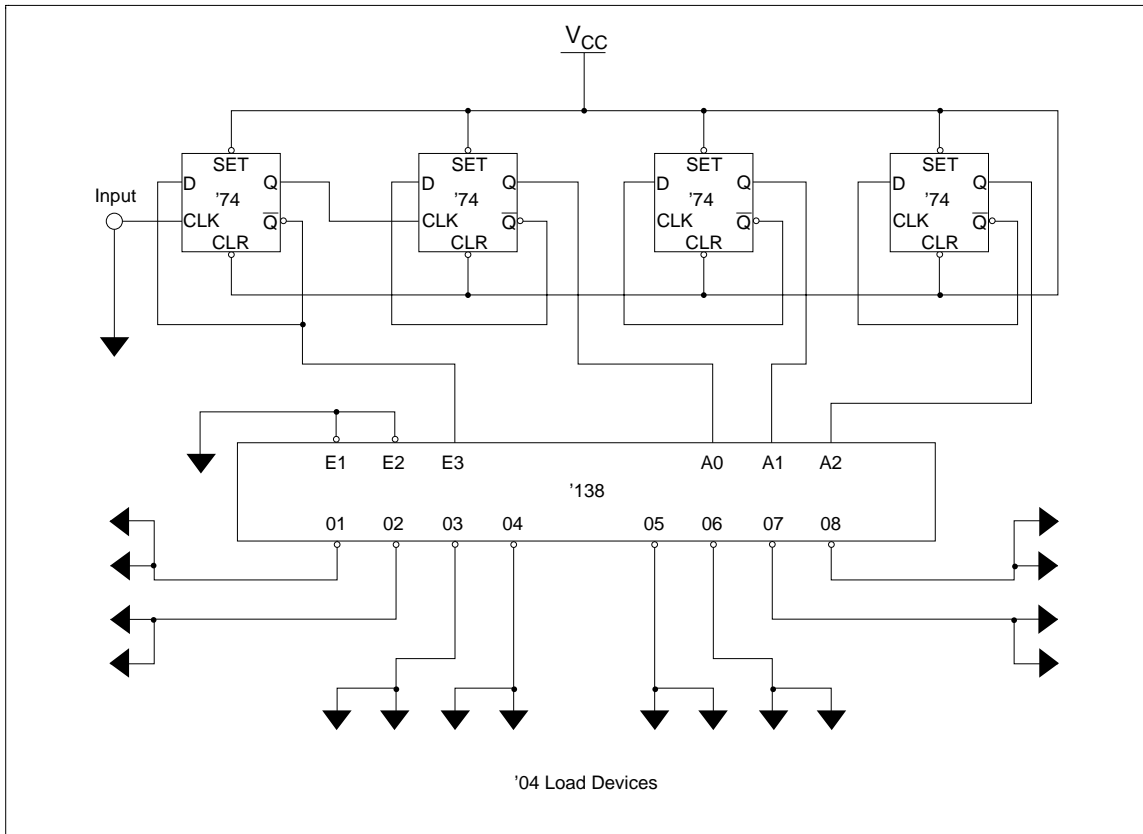 VCC
SET SET SET SET
D Q D Q D Q D Q
Input '74 '74 '74 '74
CLK Q̅ CLK Q̅ CLK Q̅ CLK Q̅
CLR CLR CLR CLR
E1 E2 E3 A0 A1 A2
'138
01 02 03 04 05 06 07 08
'04 Load Devices